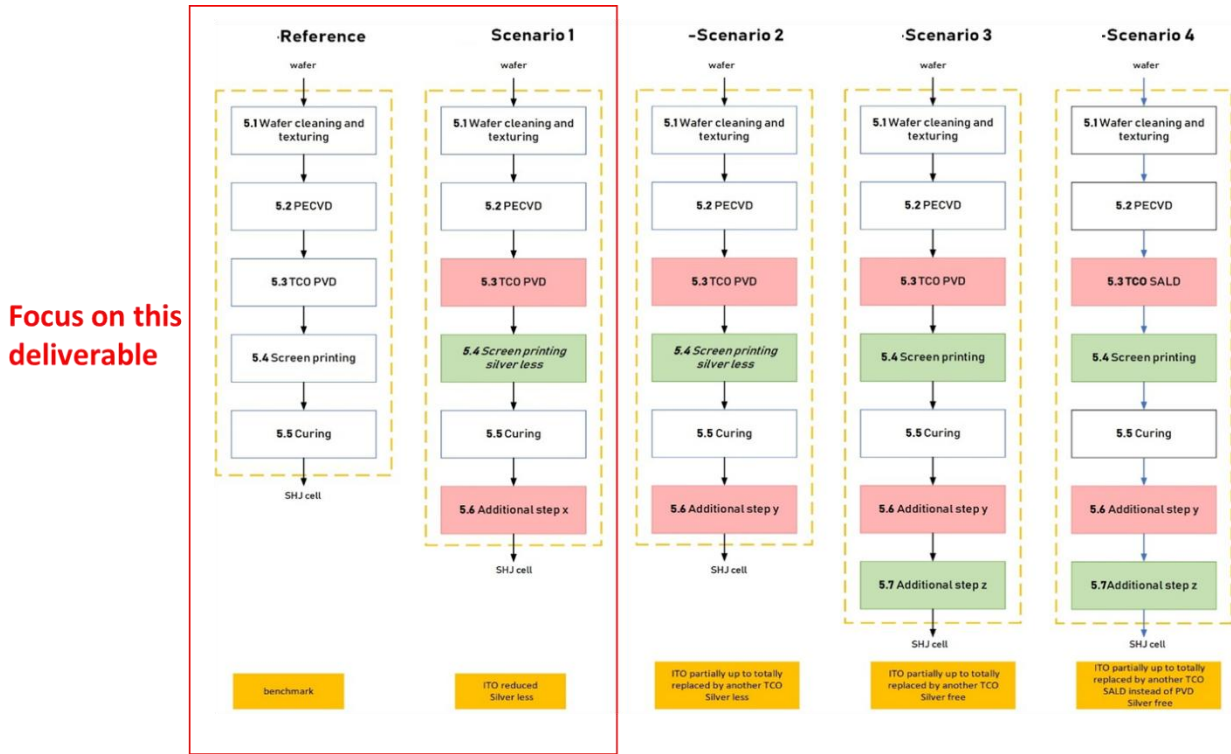 Focus on this
deliverable
·Reference
wafer
5.1 Wafer cleaning and
texturing
5.2 PECVD
5.3 TCO PVD
5.4 Screen printing
5.5 Curing
SHJ cell
benchmark
Scenario 1
wafer
5.1 Wafer cleaning and
texturing
5.2 PECVD
5.3 TCO PVD
5.4 Screen printing
silver less
5.5 Curing
5.6 Additional step x
SHJ cell
ITO reduced
Silver less
-Scenario 2
wafer
5.1 Wafer cleaning and
texturing
5.2 PECVD
5.3 TCO PVD
5.4 Screen printing
silver less
5.5 Curing
5.6 Additional step y
SHJ cell
ITO partially up to totally
replaced by another TCO
Silver less
·Scenario 3
wafer
5.1 Wafer cleaning and
texturing
5.2 PECVD
5.3 TCO PVD
5.4 Screen printing
5.5 Curing
5.6 Additional step y
5.7 Additional step z
SHJ cell
ITO partially up to totally
replaced by another TCO
Silver free
·Scenario 4
wafer
5.1 Wafer cleaning and
texturing
5.2 PECVD
5.3 TCO SALD
5.4 Screen printing
5.5 Curing
5.6 Additional step y
5.7Additional step z
SHJ cell
ITO partially up to totally
replaced by another TCO
SALD instead of PVD
Silver free